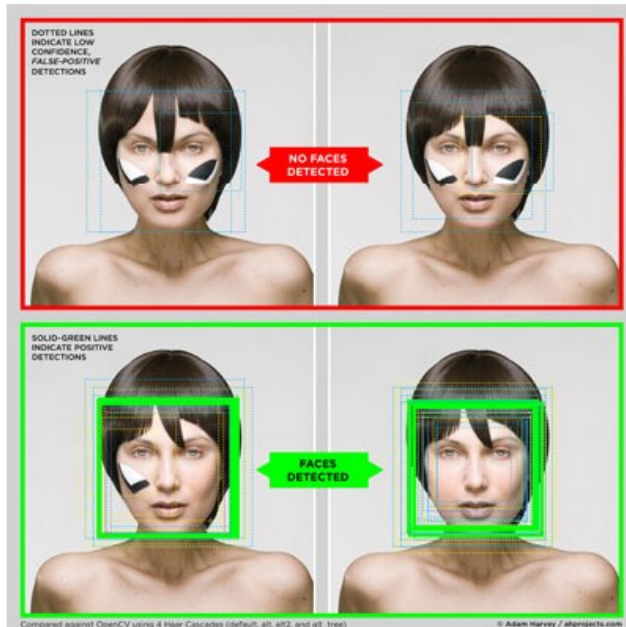 DOTTED LINES
INDICATE LOW
CONFIDENCE,
FALSE-POSITIVE
DETECTIONS
NO FACES
DETECTED
SOLID-GREEN LINES
INDICATE POSITIVE
DETECTIONS
FACES
DETECTED
Compared against OpenCV using 4 Haar Cascades (default, alt, alt2, and alt_tree)
© Adam Harvey / ahprojects.com